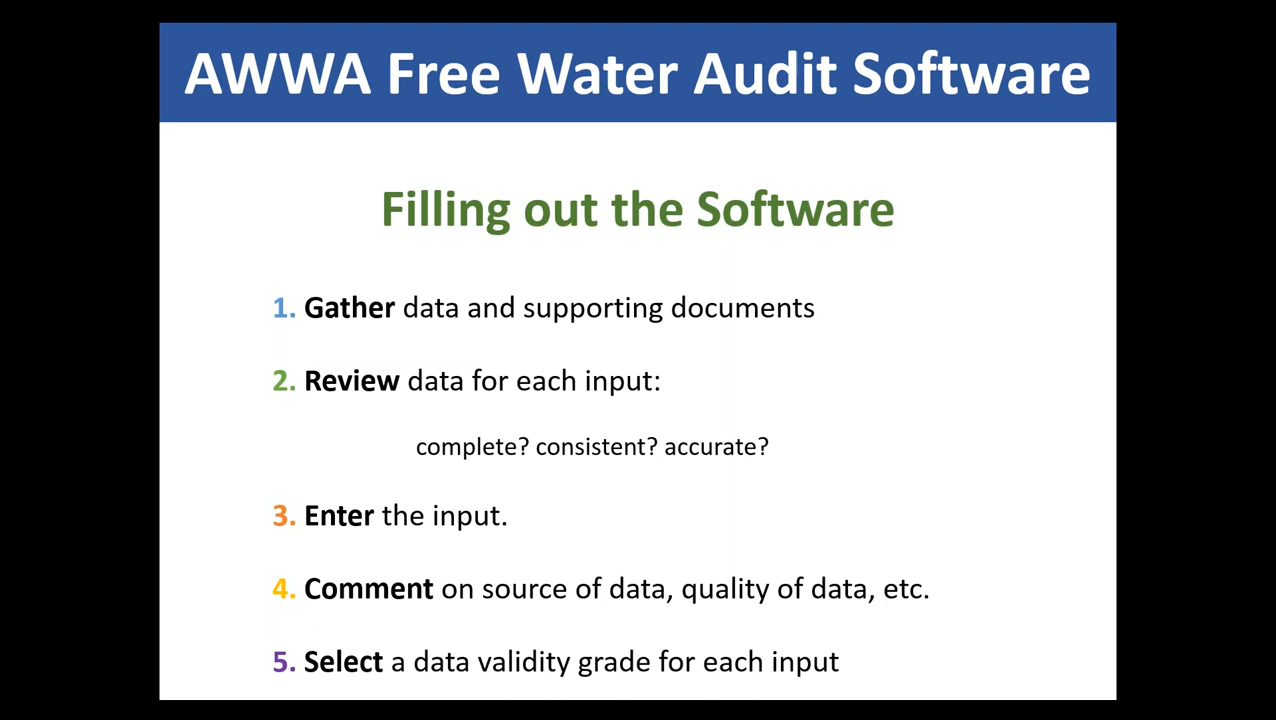 AWWA Free Water Audit Software
Filling out the Software
1. Gather data and supporting documents
2. Review data for each input:
complete? consistent? accurate?
3. Enter the input.
4. Comment on source of data, quality of data, etc.
5. Select a data validity grade for each input